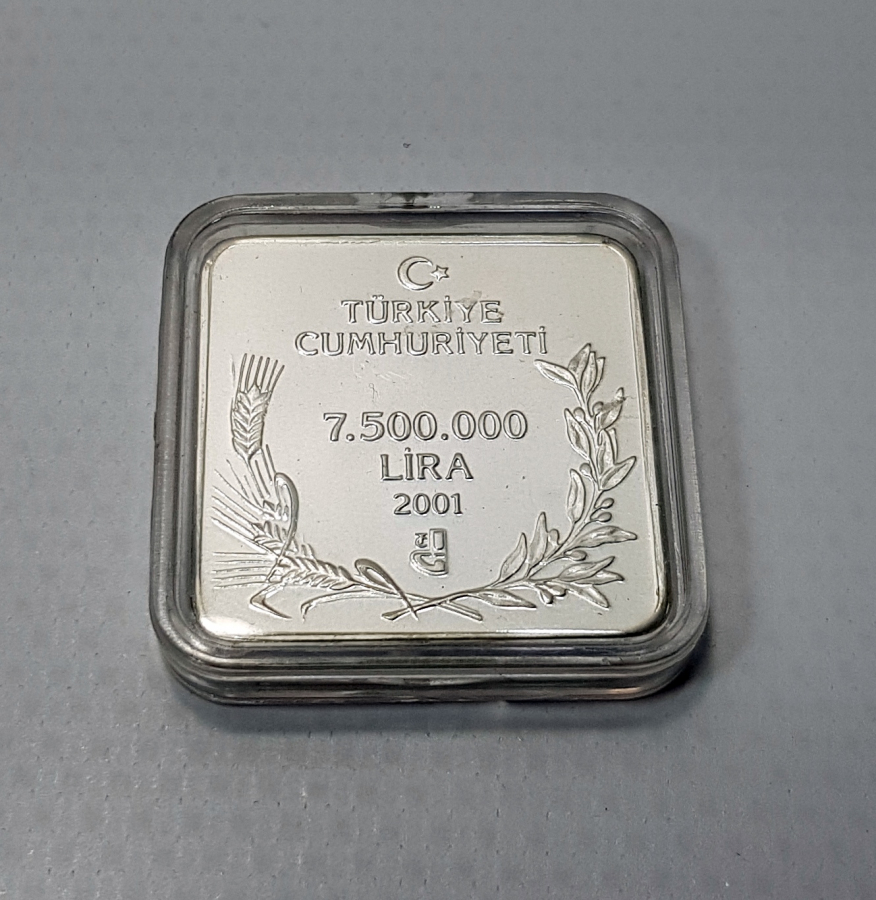 TÜRKİYE
CUMHURİYETİ
7.500.000
LİRA
2001